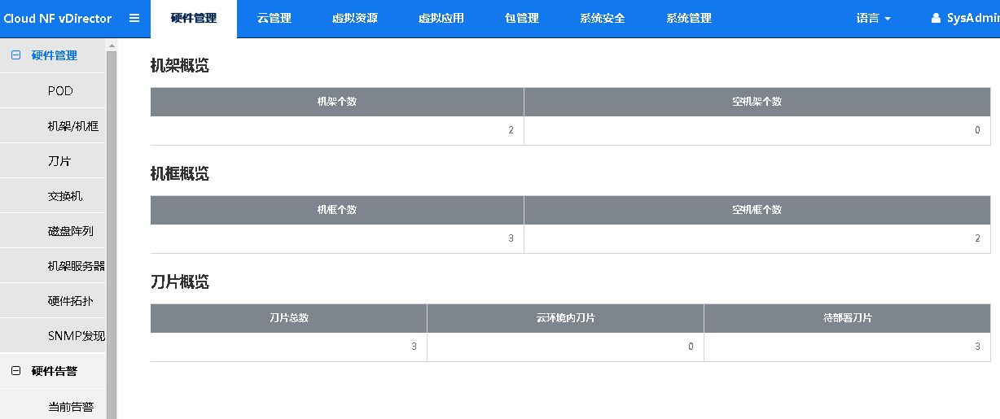 Cloud NF vDirector 硬件管理 云管理 虚拟资源 虚拟应用 包管理 系统安全 系统管理 语言 SysAdmin
硬件管理
POD
机架/机框
刀片
交换机
磁盘阵列
机架服务器
硬件拓扑
SNMP发现
硬件告警
当前告警
机架概览
机架个数 空机架个数
2 0
机框概览
机框个数 空机框个数
3 2
刀片概览
刀片总数 云环境内刀片 待部署刀片
3 0 3